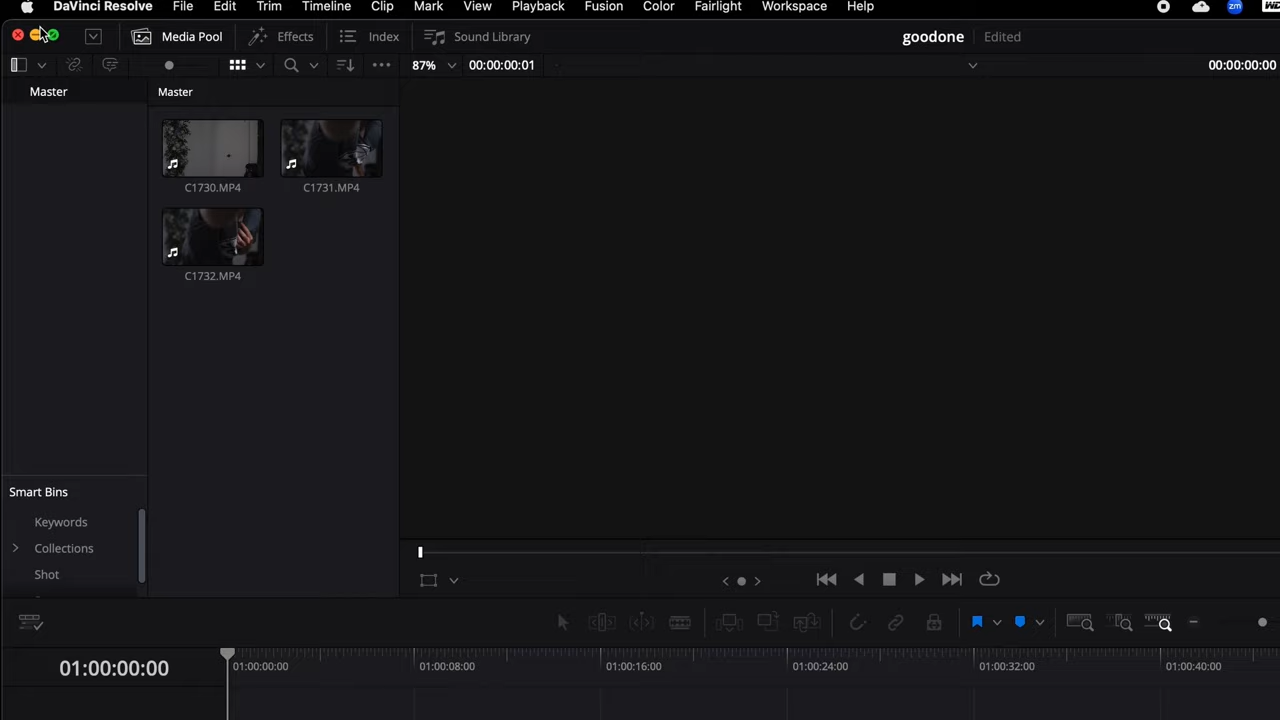 DaVinci Resolve File Edit Trim Timeline Clip Mark View Playback Fusion Color Fairlight Workspace Help zm
Media Pool Effects Index Sound Library goodone Edited
87% 00:00:00:01 00:00:00:00
Master Master
C1730.MP4 C1731.MP4
C1732.MP4
Smart Bins
Keywords
Collections
Shot
01:00:00:00 01:00:00:00 01:00:08:00 01:00:16:00 01:00:24:00 01:00:32:00 01:00:40:00